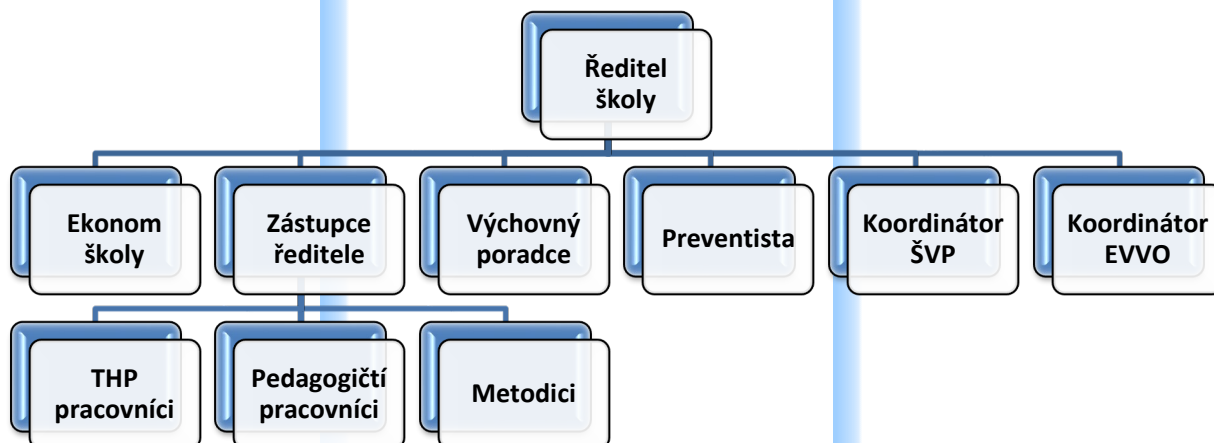 Ředitel
školy
Ekonom
školy
Zástupce
ředitele
Výchovný
poradce
Preventista
Koordinátor
ŠVP
Koordinátor
EVVO
THP
pracovníci
Pedagogičtí
pracovníci
Metodici